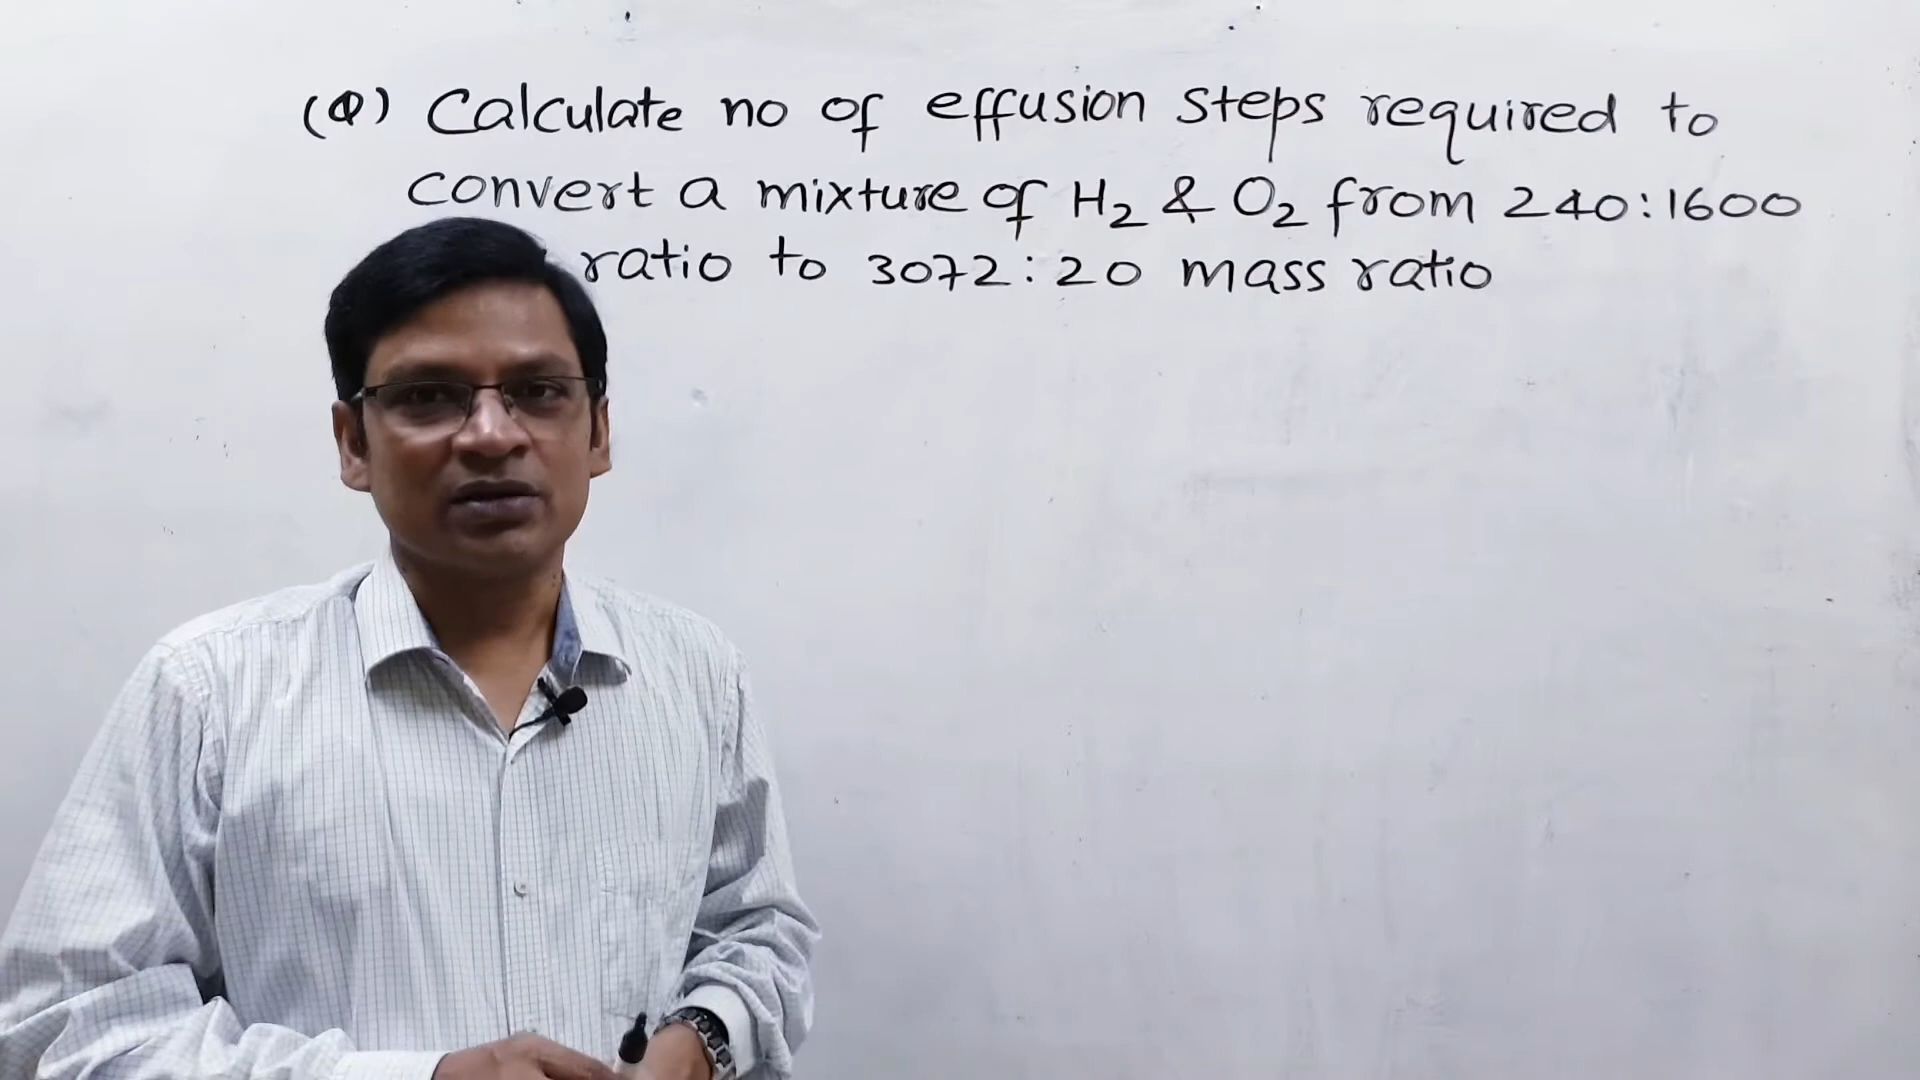 (Q) Calculate no of effusion steps required to
convert a mixture of H₂ & O₂ from 240:1600
ratio to 3072:20 mass ratio